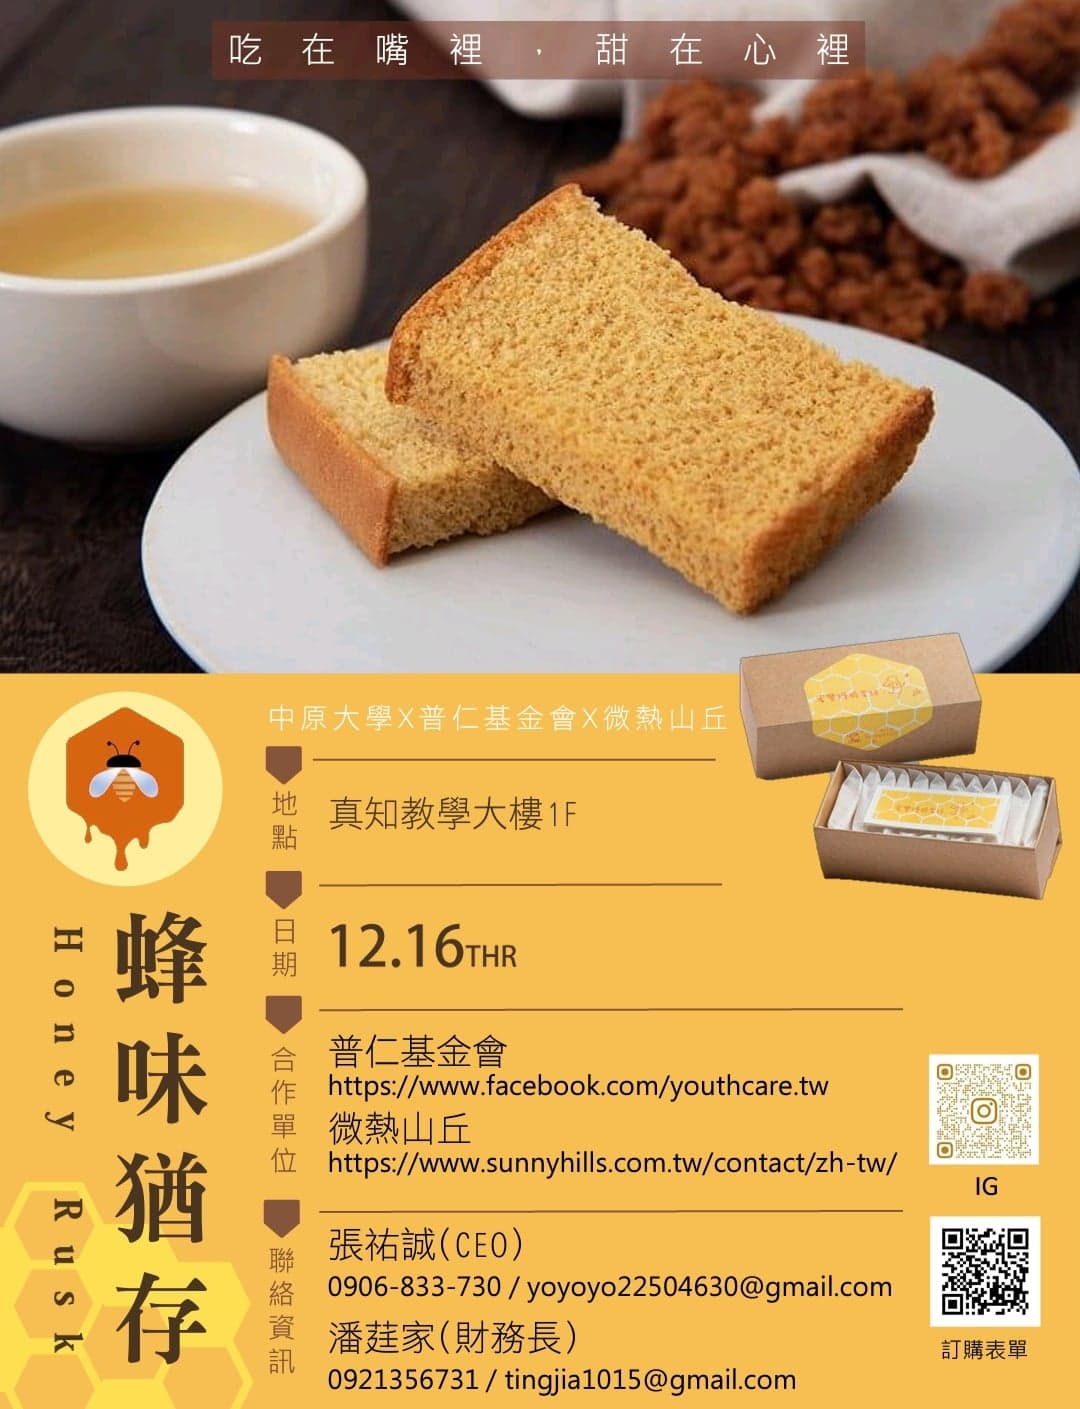 吃在嘴裡，甜在心裡
中原大學X普仁基金會X微熱山丘
地點
真知教學大樓1F
日期
12.16THR
合作單位
普仁基金會
https://www.facebook.com/youthcare.tw
微熱山丘
https://www.sunnyhills.com.tw/contact/zh-tw/
聯絡資訊
張祐誠(CEO)
0906-833-730 / yoyoyo22504630@gmail.com
潘莛家(財務長)
0921356731 / tingjia1015@gmail.com
蜂味猶存
Honey Rusk
IG
訂購表單